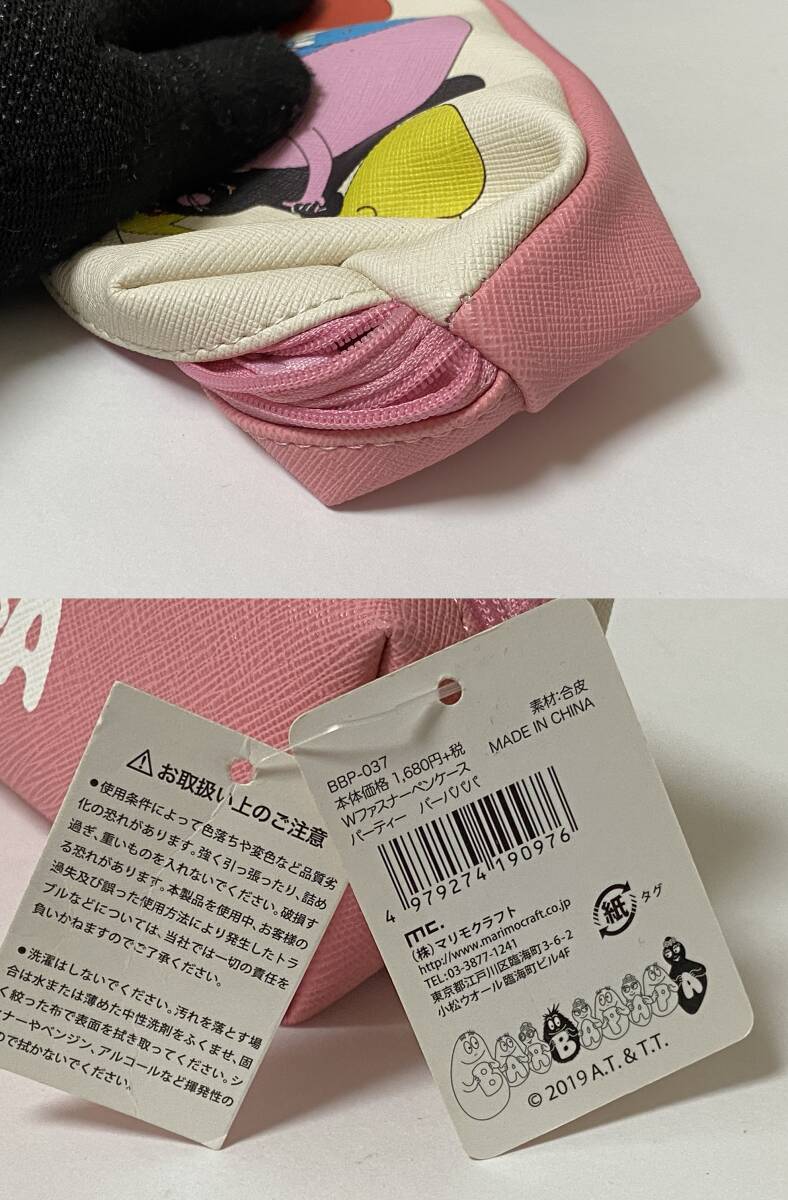 PA
⚠お取扱い上のご注意
●使用条件によって色落ちや変色など品質劣
化の恐れがあります。強く引っ張ったり、詰め
過ぎ、重いものを入れないでください。破損す
る恐れがあります。本製品を使用中、お客様の
過失及び誤った使用方法により発生したトラ
ブルなどについては、当社では一切の責任を
負いかねますのでご了承ください。
●洗濯はしないでください。汚れを落とす場
合は水または薄めた中性洗剤をふくませ、固
く絞った布で表面を拭き取ってください。シ
ナーやベンジン、アルコールなど揮発性の
ので拭かないでください。
BBP-037
本体価格 1,680円+税
Wファスナーペンケース
パーティー バーバパパ
素材:合皮
MADE IN CHINA
4 979274 190976
mc.
(株)マリモクラフト
http://www.marimocraft.co.jp
TEL:03-3877-1241
東京都江戸川区臨海町3-6-2
小松ウオール臨海町ビル4F
紙 タグ
BARBAPAPA
©2019 A.T. & T.T.